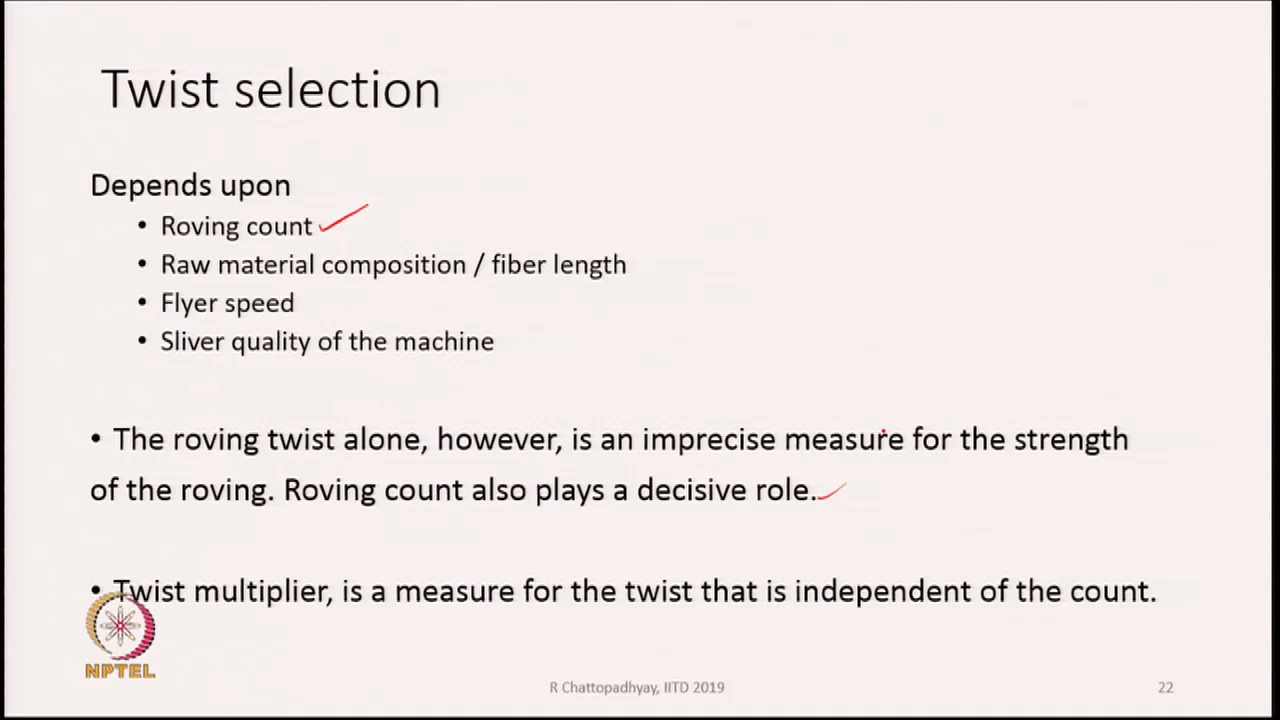 Twist selection
Depends upon
• Roving count
• Raw material composition / fiber length
• Flyer speed
• Sliver quality of the machine
• The roving twist alone, however, is an imprecise measure for the strength
of the roving. Roving count also plays a decisive role.
• Twist multiplier, is a measure for the twist that is independent of the count.
NPTEL
R Chattopadhyay, IITD 2019
22